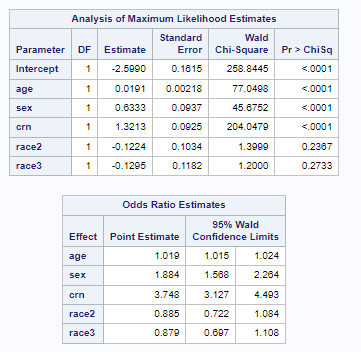 Analysis of Maximum Likelihood Estimates
Parameter DF Estimate Standard Error Wald Chi-Square Pr > ChiSq
Intercept 1 -2.5990 0.1615 258.8445 <.0001
age 1 0.0191 0.00218 77.0498 <.0001
sex 1 0.6333 0.0937 45.6752 <.0001
crn 1 1.3213 0.0925 204.0479 <.0001
race2 1 -0.1224 0.1034 1.3999 0.2367
race3 1 -0.1295 0.1182 1.2000 0.2733
Odds Ratio Estimates
Effect Point Estimate 95% Wald Confidence Limits
age 1.019 1.015 1.024
sex 1.884 1.568 2.264
crn 3.748 3.127 4.493
race2 0.885 0.722 1.084
race3 0.879 0.697 1.108